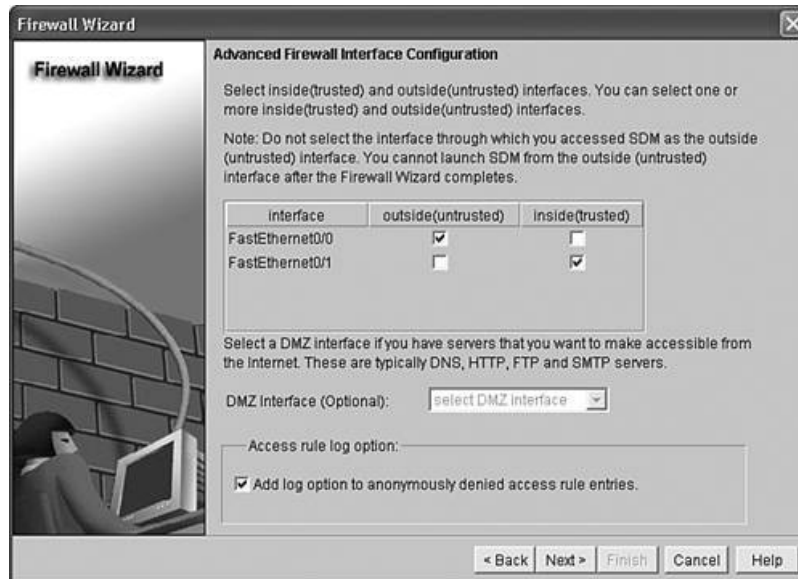 Firewall Wizard
Firewall Wizard
Advanced Firewall Interface Configuration
Select inside(trusted) and outside(untrusted) interfaces. You can select one or
more inside(trusted) and outside(untrusted) interfaces.
Note: Do not select the interface through which you accessed SDM as the outside
(untrusted) interface. You cannot launch SDM from the outside (untrusted)
interface after the Firewall Wizard completes.
interface outside(untrusted) inside(trusted)
FastEthernet0/0
FastEthernet0/1
Select a DMZ interface if you have servers that you want to make accessible from
the Internet. These are typically DNS, HTTP, FTP and SMTP servers.
DMZ Interface (Optional): select DMZ interface
Access rule log option:
Add log option to anonymously denied access rule entries.
< Back Next > Finish Cancel Help